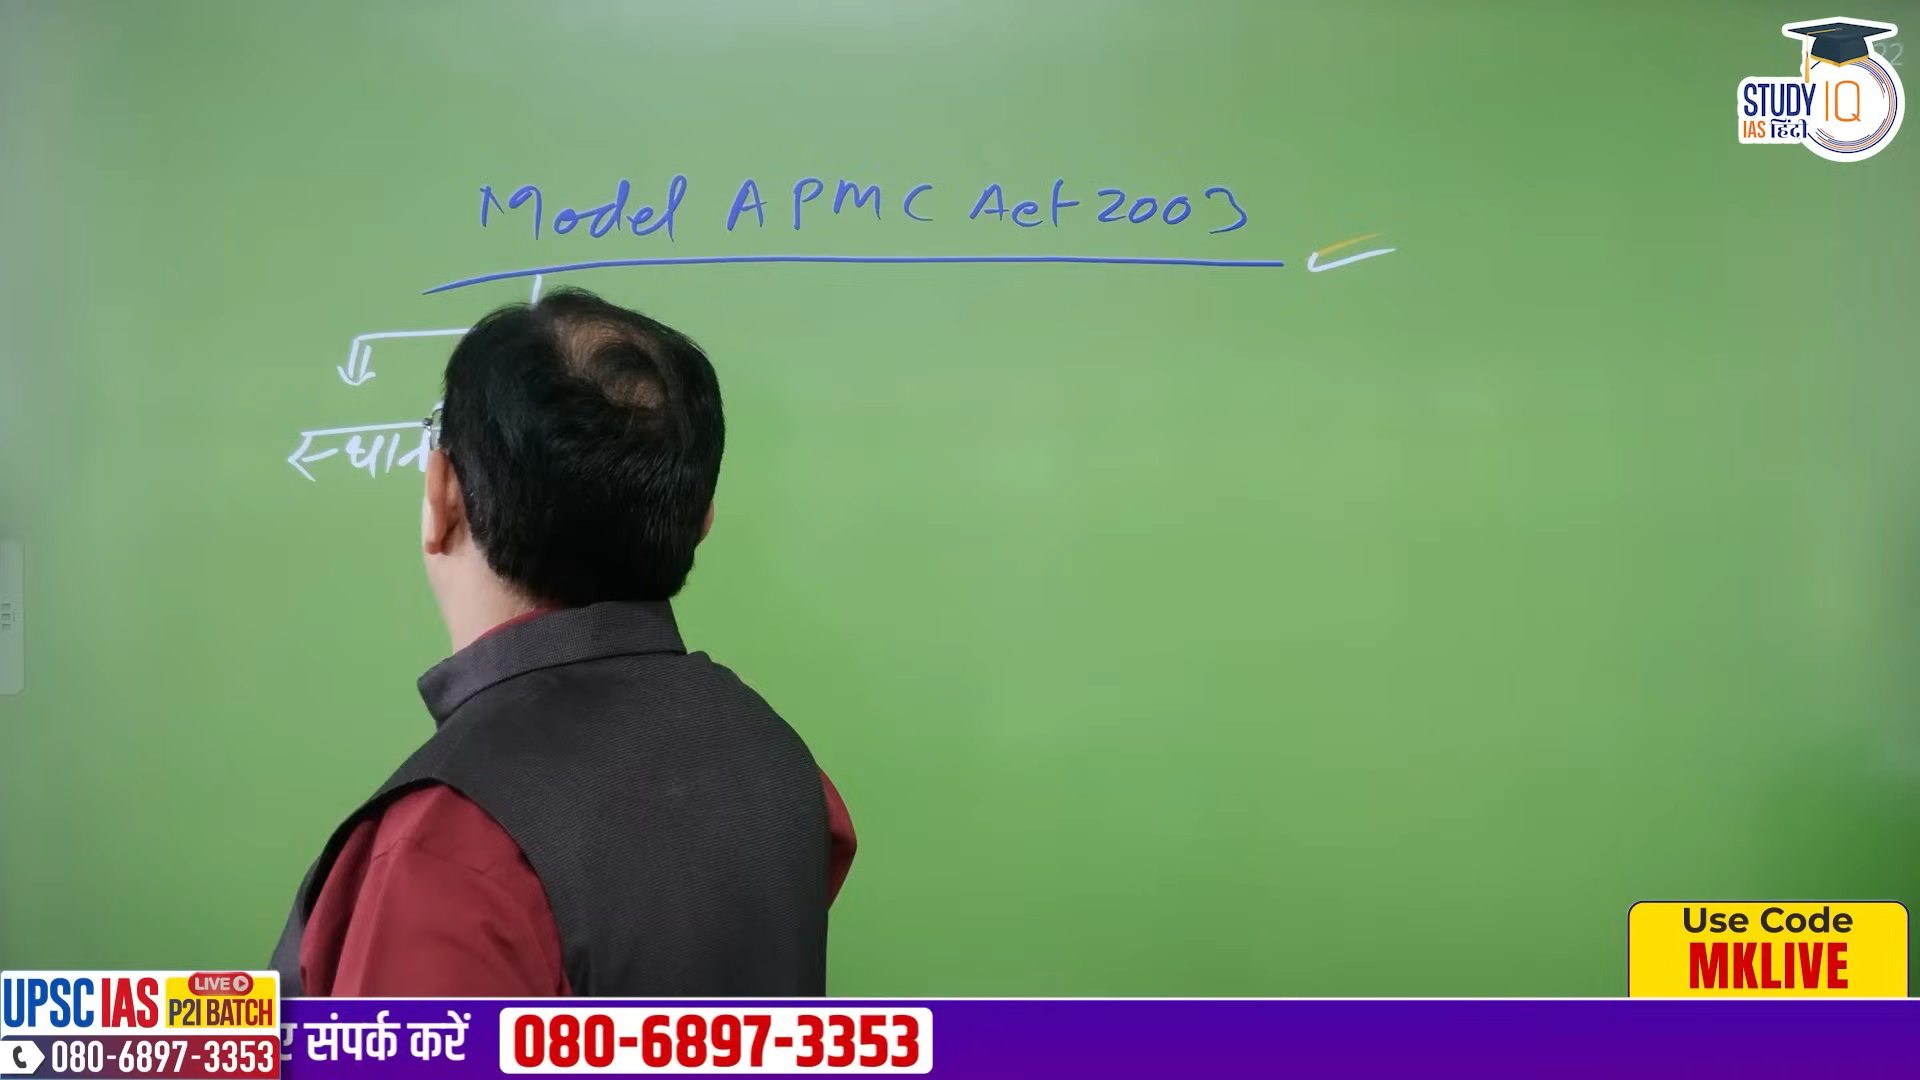 22
STUDY IQ
IAS हिंदी
Model APMC Act 2003
Use Code
MKLIVE
UPSC IAS
LIVE
P2I BATCH
080-6897-3353
संपर्क करें
080-6897-3353